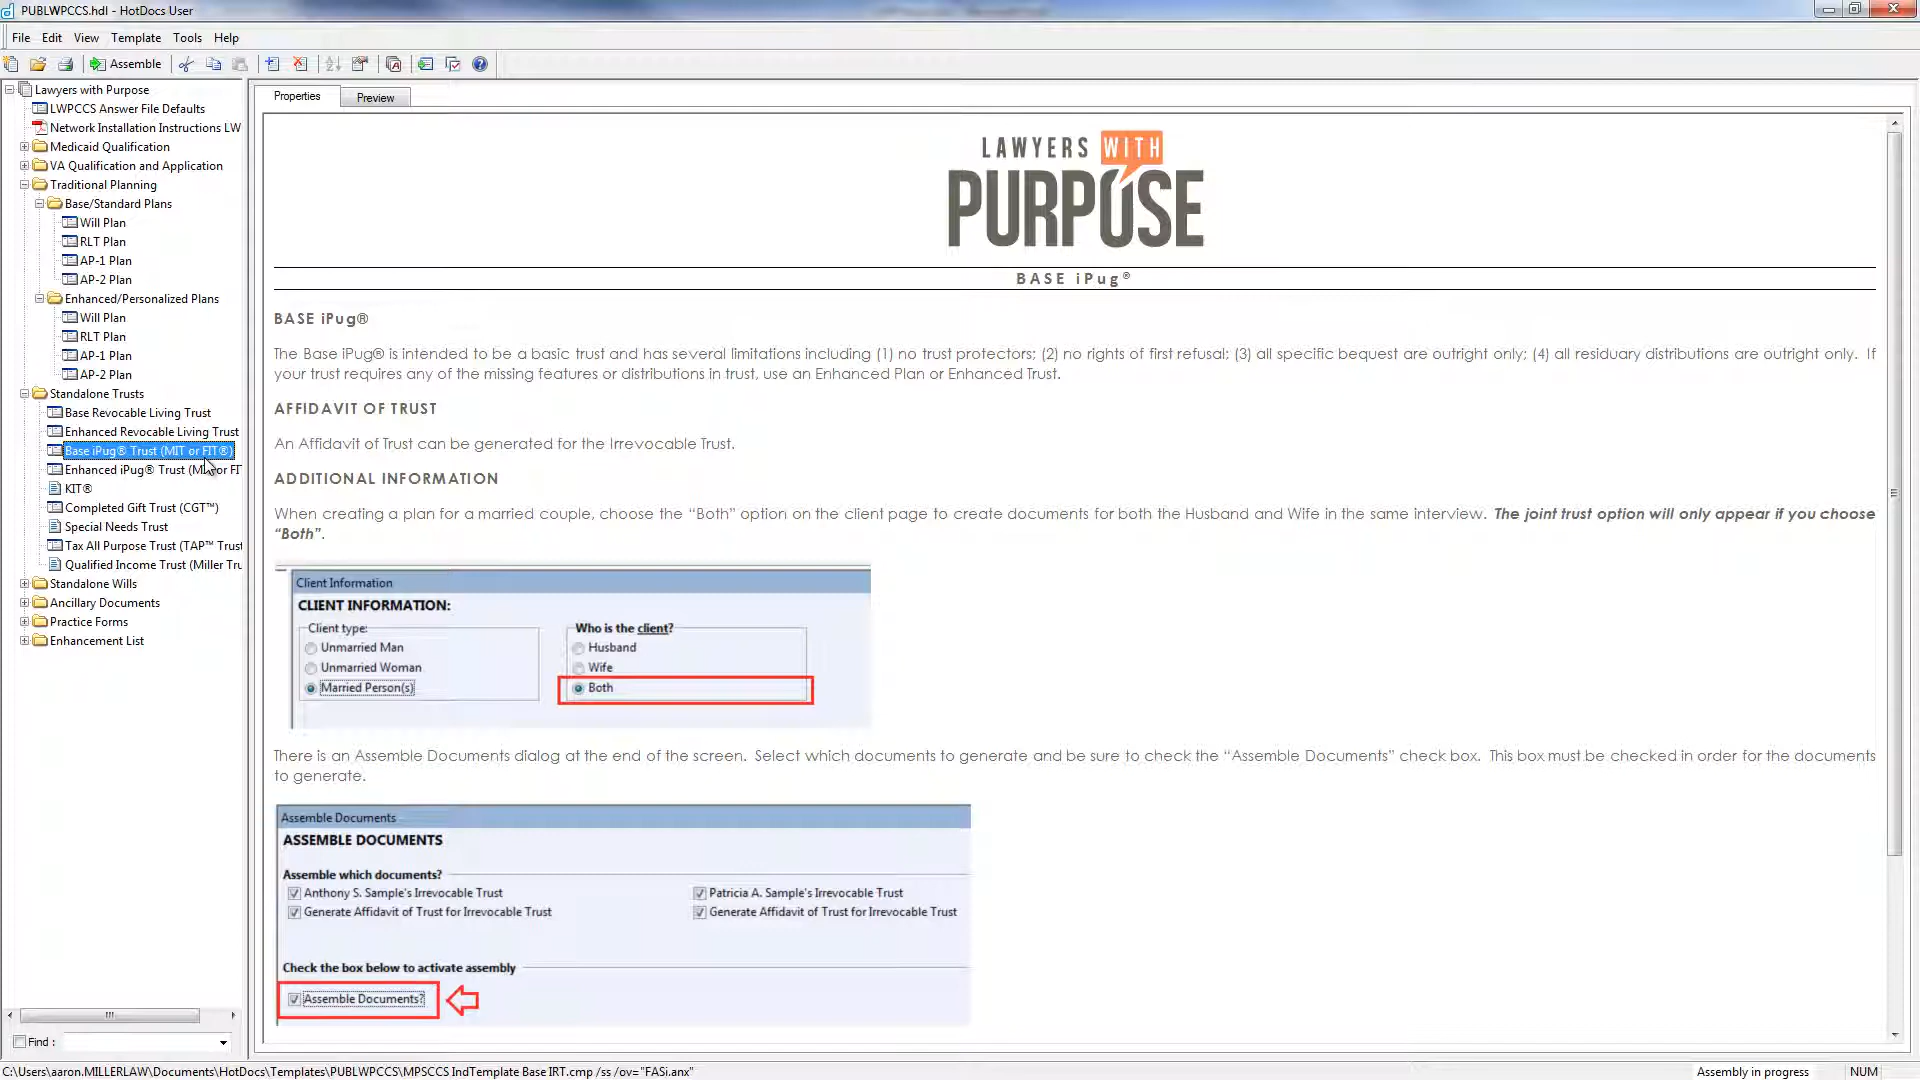 PUBLWPCCS.hdl - HotDocs User
File Edit View Template Tools Help
Assemble
Lawyers with Purpose
LWPCCS Answer File Defaults
Network Installation Instructions LW
Medicaid Qualification
VA Qualification and Application
Traditional Planning
Base/Standard Plans
Will Plan
RLT Plan
AP-1 Plan
AP-2 Plan
Enhanced/Personalized Plans
Will Plan
RLT Plan
AP-1 Plan
AP-2 Plan
Standalone Trusts
Base Revocable Living Trust
Enhanced Revocable Living Trust
Base iPug® Trust (MIT or FIT®)
Enhanced iPug® Trust (MIT or FI
KIT®
Completed Gift Trust (CGT™)
Special Needs Trust
Tax All Purpose Trust (TAP™ Trust
Qualified Income Trust (Miller Tru
Standalone Wills
Ancillary Documents
Practice Forms
Enhancement List
Find :
Properties Preview
LAWYERS WITH
PURPOSE
BASE iPug®
BASE iPug®
The Base iPug® is intended to be a basic trust and has several limitations including (1) no trust protectors; (2) no rights of first refusal; (3) all specific bequest are outright only; (4) all residuary distributions are outright only. If
your trust requires any of the missing features or distributions in trust, use an Enhanced Plan or Enhanced Trust.
AFFIDAVIT OF TRUST
An Affidavit of Trust can be generated for the Irrevocable Trust.
ADDITIONAL INFORMATION
When creating a plan for a married couple, choose the “Both” option on the client page to create documents for both the Husband and Wife in the same interview. The joint trust option will only appear if you choose
“Both”.
Client Information
CLIENT INFORMATION:
Client type: Who is the client?
Unmarried Man Husband
Unmarried Woman Wife
Married Person(s) Both
There is an Assemble Documents dialog at the end of the screen. Select which documents to generate and be sure to check the “Assemble Documents” check box. This box must be checked in order for the documents
to generate.
Assemble Documents
ASSEMBLE DOCUMENTS
Assemble which documents?
Anthony S. Sample's Irrevocable Trust Patricia A. Sample's Irrevocable Trust
Generate Affidavit of Trust for Irrevocable Trust Generate Affidavit of Trust for Irrevocable Trust
Check the box below to activate assembly
Assemble Documents?
C:\Users\aaron.MILLERLAW\Documents\HotDocs\Templates\PUBLWPCCS\MPSCCS IndTemplate Base IRT.cmp /ss /ov="FASi.anx" Assembly in progress NUM